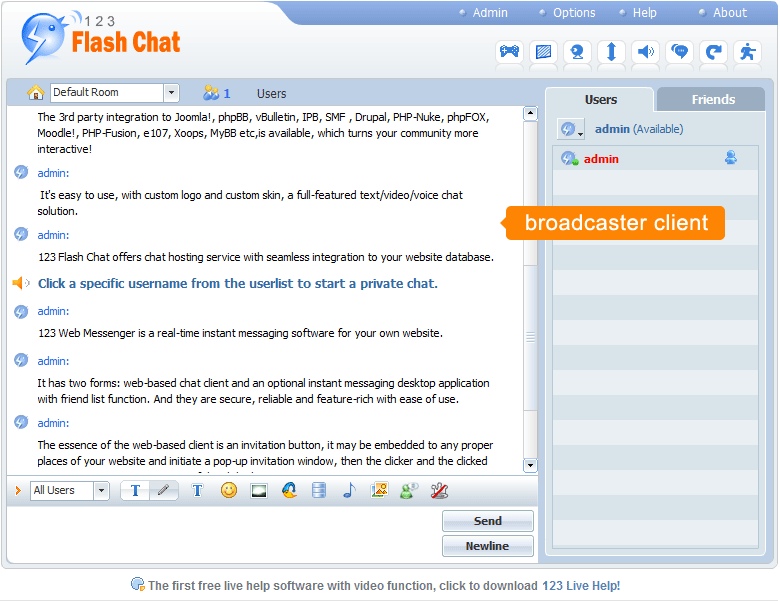 123
Flash Chat
Admin
Options
Help
About
Default Room
1
Users
The 3rd party integration to Joomla!, phpBB, vBulletin, IPB, SMF , Drupal, PHP-Nuke, phpFOX,
Moodle!, PHP-Fusion, e107, Xoops, MyBB etc,is available, which turns your community more
interactive!
admin:
It's easy to use, with custom logo and custom skin, a full-featured text/video/voice chat
solution.
admin:
123 Flash Chat offers chat hosting service with seamless integration to your website database.
Click a specific username from the userlist to start a private chat.
admin:
123 Web Messenger is a real-time instant messaging software for your own website.
admin:
It has two forms: web-based chat client and an optional instant messaging desktop application
with friend list function. And they are secure, reliable and feature-rich with ease of use.
admin:
The essence of the web-based client is an invitation button, it may be embedded to any proper
places of your website and initiate a pop-up invitation window, then the clicker and the clicked
Users
Friends
admin (Available)
admin
broadcaster client
All Users
T
T
Send
Newline
The first free live help software with video function, click to download 123 Live Help!